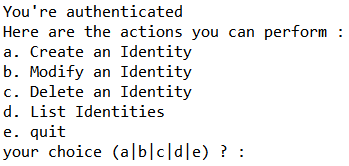 You're authenticated
Here are the actions you can perform :
a. Create an Identity
b. Modify an Identity
c. Delete an Identity
d. List Identities
e. quit
your choice (a|b|c|d|e) ? :